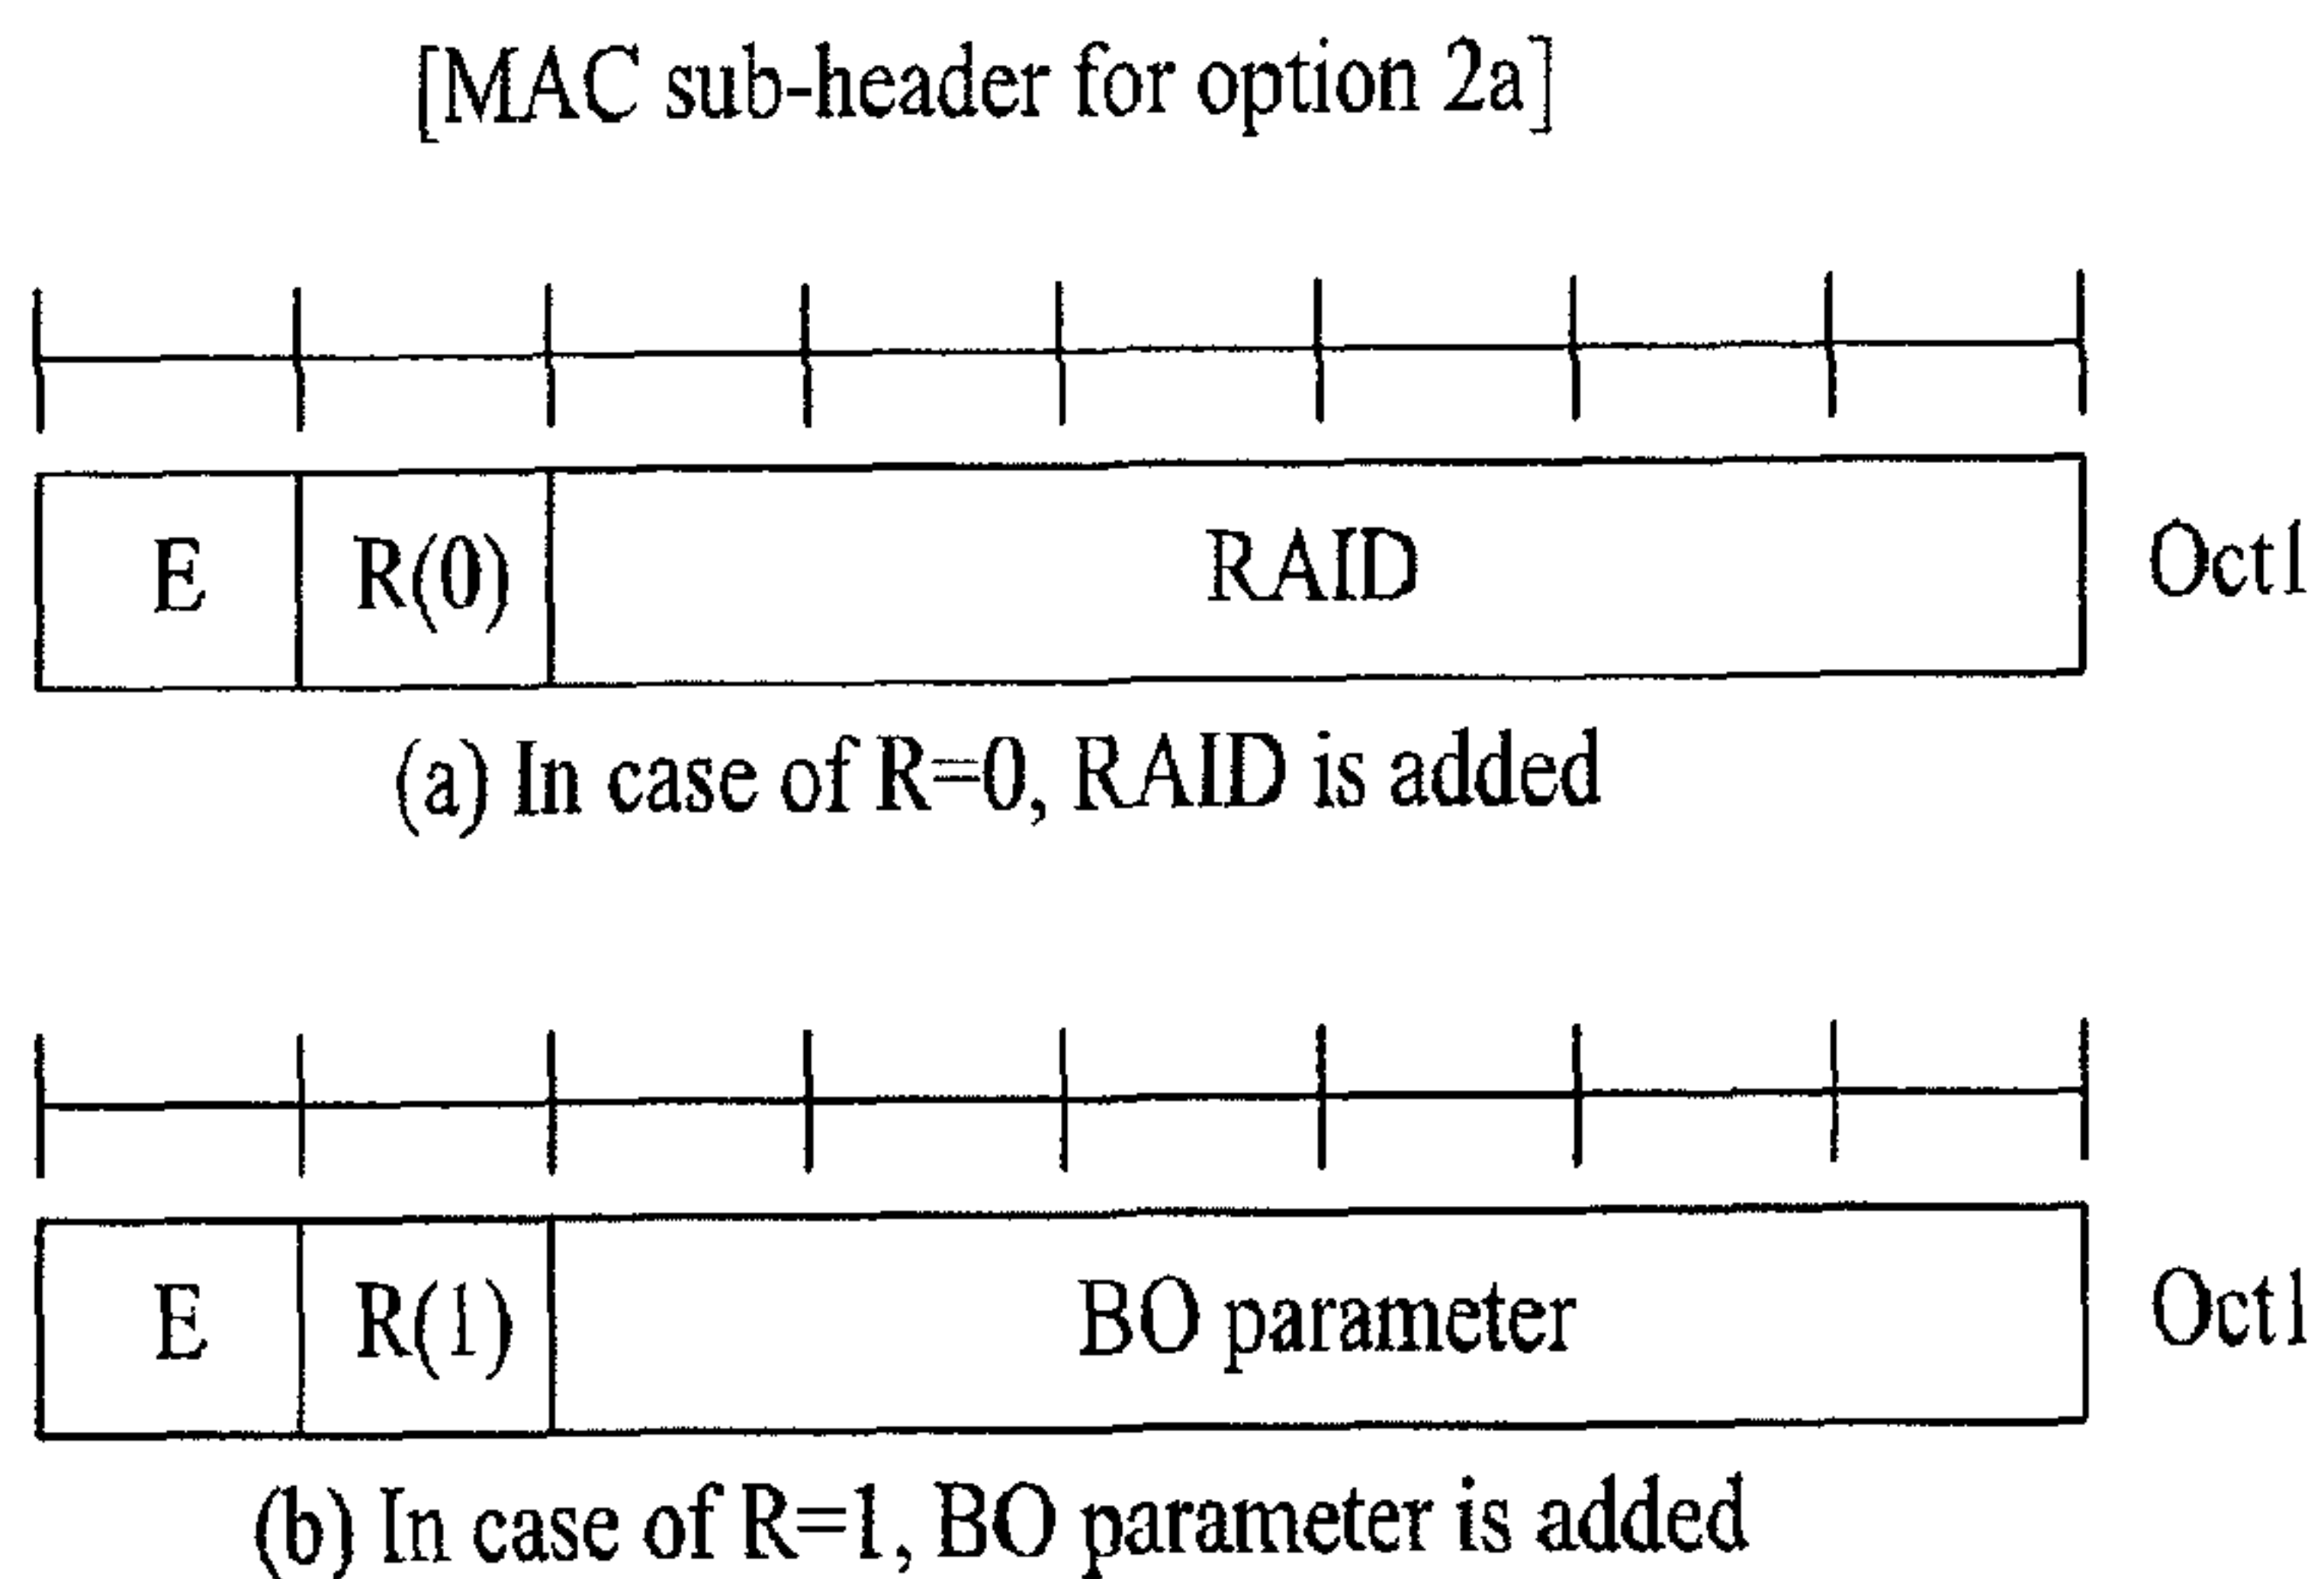 [MAC sub-header for option 2a]
E R(0) RAID Oct1
(a) In case of R=0, RAID is added
E R(1) BO parameter Oct1
(b) In case of R=1, BO parameter is added